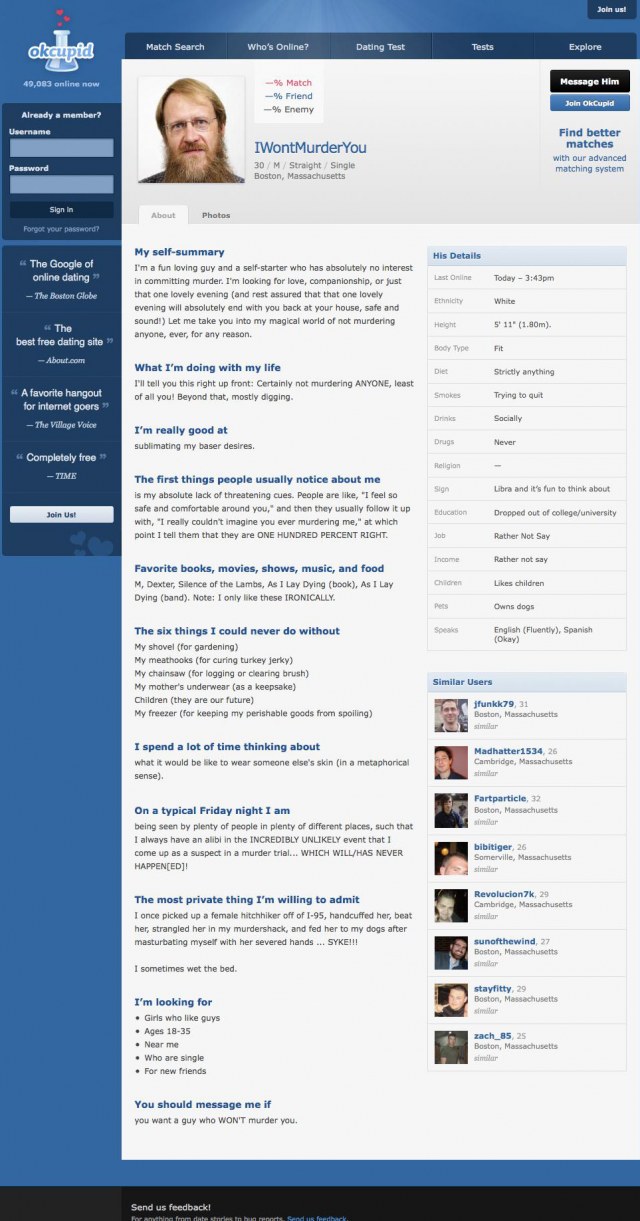 Join us!
okcupid
49,083 online now
Match Search
Who's Online?
Dating Test
Tests
Explore
Already a member?
Username
Password
Sign in
Forgot your password?
“ The Google of
online dating ”
— The Boston Globe
“ The
best free dating site ”
— About.com
“ A favorite hangout
for internet goers ”
— The Village Voice
“ Completely free ”
— TIME
Join Us!
—% Match
—% Friend
—% Enemy
IWontMurderYou
30 / M / Straight / Single
Boston, Massachusetts
Message Him
Join OkCupid
Find better
matches
with our advanced
matching system
About
Photos
My self-summary
I'm a fun loving guy and a self-starter who has absolutely no interest
in committing murder. I'm looking for love, companionship, or just
that one lovely evening (and rest assured that that one lovely
evening will absolutely end with you back at your house, safe and
sound!) Let me take you into my magical world of not murdering
anyone, ever, for any reason.
What I'm doing with my life
I'll tell you this right up front: Certainly not murdering ANYONE, least
of all you! Beyond that, mostly digging.
I'm really good at
sublimating my baser desires.
The first things people usually notice about me
is my absolute lack of threatening cues. People are like, "I feel so
safe and comfortable around you," and then they usually follow it up
with, "I really couldn't imagine you ever murdering me," at which
point I tell them that they are ONE HUNDRED PERCENT RIGHT.
Favorite books, movies, shows, music, and food
M, Dexter, Silence of the Lambs, As I Lay Dying (book), As I Lay
Dying (band). Note: I only like these IRONICALLY.
The six things I could never do without
My shovel (for gardening)
My meathooks (for curing turkey jerky)
My chainsaw (for logging or clearing brush)
My mother's underwear (as a keepsake)
Children (they are our future)
My freezer (for keeping my perishable goods from spoiling)
I spend a lot of time thinking about
what it would be like to wear someone else's skin (in a metaphorical
sense).
On a typical Friday night I am
being seen by plenty of people in plenty of different places, such that
I always have an alibi in the INCREDIBLY UNLIKELY event that I
come up as a suspect in a murder trial... WHICH WILL/HAS NEVER
HAPPEN[ED]!
The most private thing I'm willing to admit
I once picked up a female hitchhiker off of I-95, handcuffed her, beat
her, strangled her in my murdershack, and fed her to my dogs after
masturbating myself with her severed hands ... SYKE!!!
I sometimes wet the bed.
I'm looking for
• Girls who like guys
• Ages 18-35
• Near me
• Who are single
• For new friends
You should message me if
you want a guy who WON'T murder you.
His Details
Last Online Today – 3:43pm
Ethnicity White
Height 5' 11" (1.80m).
Body Type Fit
Diet Strictly anything
Smokes Trying to quit
Drinks Socially
Drugs Never
Religion —
Sign Libra and it's fun to think about
Education Dropped out of college/university
Job Rather Not Say
Income Rather not say
Children Likes children
Pets Owns dogs
Speaks English (Fluently), Spanish
(Okay)
Similar Users
jfunkk79, 31
Boston, Massachusetts
similar
Madhatter1534, 26
Cambridge, Massachusetts
similar
Fartparticle, 32
Boston, Massachusetts
similar
bibitiger, 26
Somerville, Massachusetts
similar
Revolucion7k, 29
Cambridge, Massachusetts
similar
sunofthewind, 27
Boston, Massachusetts
similar
stayfitty, 29
Boston, Massachusetts
similar
zach_85, 25
Boston, Massachusetts
similar
Send us feedback!
For anything from date stories to bug reports. Send us feedback.